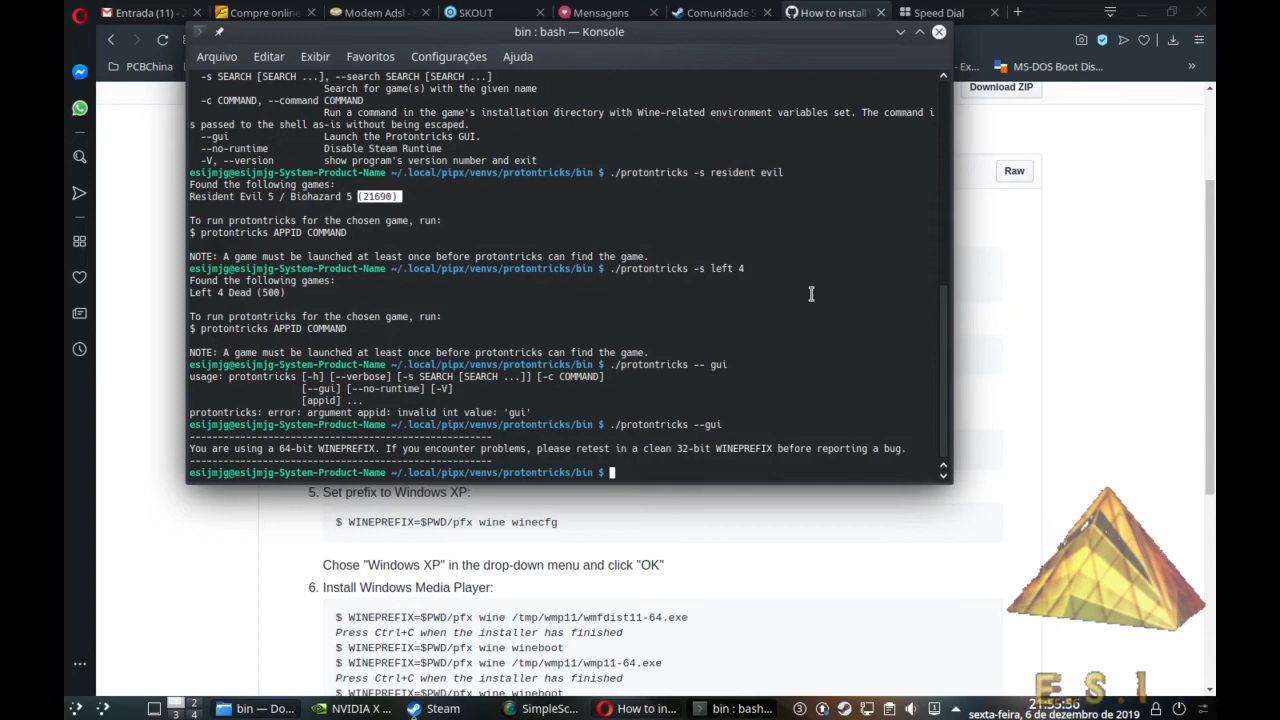 Entrada (11) - 2
Compre online
Modem Adsl -
SKOUT
Mensagens
Comunidade S
How to install
Speed Dial
bin : bash — Konsole
Arquivo Editar Exibir Favoritos Configurações Ajuda
PCBChina
- Ex...
MS-DOS Boot Dis...
»
Download ZIP
Raw
-s SEARCH [SEARCH ...], --search SEARCH [SEARCH ...]
Search for game(s) with the given name
-c COMMAND, --command COMMAND
Run a command in the game's installation directory with Wine-related environment variables set. The command i
s passed to the shell as-is without being escaped.
--gui Launch the Protontricks GUI.
--no-runtime Disable Steam Runtime
-V, --version show program's version number and exit
esijmjg@esijmjg-System-Product-Name ~/.local/pipx/venvs/protontricks/bin $ ./protontricks -s resident evil
Found the following games:
Resident Evil 5 / Biohazard 5 (21690)
To run protontricks for the chosen game, run:
$ protontricks APPID COMMAND
NOTE: A game must be launched at least once before protontricks can find the game.
esijmjg@esijmjg-System-Product-Name ~/.local/pipx/venvs/protontricks/bin $ ./protontricks -s left 4
Found the following games:
Left 4 Dead (500)
To run protontricks for the chosen game, run:
$ protontricks APPID COMMAND
NOTE: A game must be launched at least once before protontricks can find the game.
esijmjg@esijmjg-System-Product-Name ~/.local/pipx/venvs/protontricks/bin $ ./protontricks -- gui
usage: protontricks [-h] [--verbose] [-s SEARCH [SEARCH ...]] [-c COMMAND]
[--gui] [--no-runtime] [-V]
[appid] ...
protontricks: error: argument appid: invalid int value: 'gui'
esijmjg@esijmjg-System-Product-Name ~/.local/pipx/venvs/protontricks/bin $ ./protontricks --gui
------------------------------------------------------
You are using a 64-bit WINEPREFIX. If you encounter problems, please retest in a clean 32-bit WINEPREFIX before reporting a bug.
------------------------------------------------------
esijmjg@esijmjg-System-Product-Name ~/.local/pipx/venvs/protontricks/bin $
5. Set prefix to Windows XP:
$ WINEPREFIX=$PWD/pfx wine winecfg
Chose "Windows XP" in the drop-down menu and click "OK"
6. Install Windows Media Player:
$ WINEPREFIX=$PWD/pfx wine /tmp/wmp11/wmfdist11-64.exe
Press Ctrl+C when the installer has finished
$ WINEPREFIX=$PWD/pfx wine wineboot
$ WINEPREFIX=$PWD/pfx wine /tmp/wmp11/wmp11-64.exe
Press Ctrl+C when the installer has finished
$ WINEPREFIX=$PWD/pfx wine wineboot
E.S.I
2
3 4
bin — Do...
NVIDIA X ...
Steam
SimpleSc...
How to in...
bin : bash...
3
21:55:56
sexta-feira, 6 de dezembro de 2019